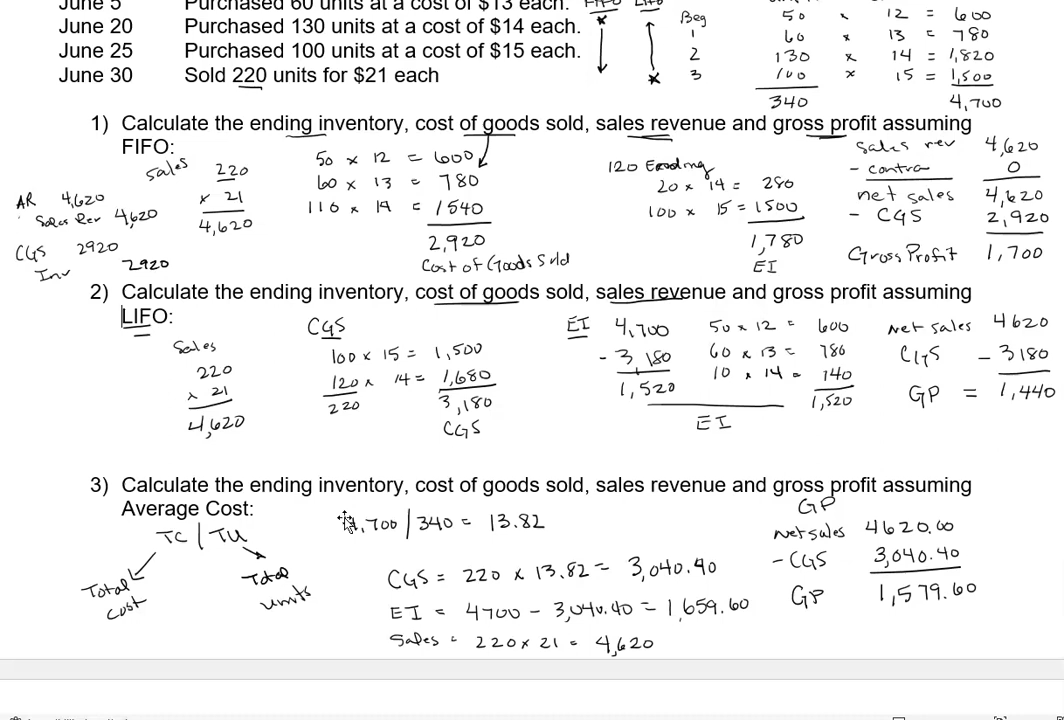 June 5 Purchased 60 units at a cost of $13 each. FIFO LIFO
June 20 Purchased 130 units at a cost of $14 each.
June 25 Purchased 100 units at a cost of $15 each.
June 30 Sold 220 units for $21 each
Beg 50 x 12 = 600
1 60 x 13 = 780
2 130 x 14 = 1,820
3 100 x 15 = 1,500
340 4,700
1) Calculate the ending inventory, cost of goods sold, sales revenue and gross profit assuming
FIFO:
Sales 220
x 21
4,620
AR 4,620
Sales Rev 4,620
CGS 2920
Inv 2920
50 x 12 = 600
60 x 13 = 780
110 x 14 = 1540
2,920
Cost of Goods Sold
120 Ending
20 x 14 = 280
100 x 15 = 1500
1,780
EI
Sales rev 4,620
- contra 0
net sales 4,620
- CGS 2,920
Gross Profit 1,700
2) Calculate the ending inventory, cost of goods sold, sales revenue and gross profit assuming
LIFO:
Sales
220
x 21
4,620
CGS
100 x 15 = 1,500
120 x 14 = 1,680
220 3,180
CGS
EI 4,700
- 3,180
1,520
50 x 12 = 600
60 x 13 = 780
10 x 14 = 140
1,520
EI
Net sales 4620
CGS - 3180
GP = 1,440
3) Calculate the ending inventory, cost of goods sold, sales revenue and gross profit assuming
Average Cost:
TC / TU
Total cost
Total units
4,700 / 340 = 13.82
CGS = 220 x 13.82 = 3,040.40
EI = 4700 - 3,040.40 = 1,659.60
Sales = 220 x 21 = 4,620
GP
Net sales 4620.00
- CGS 3,040.40
GP 1,579.60